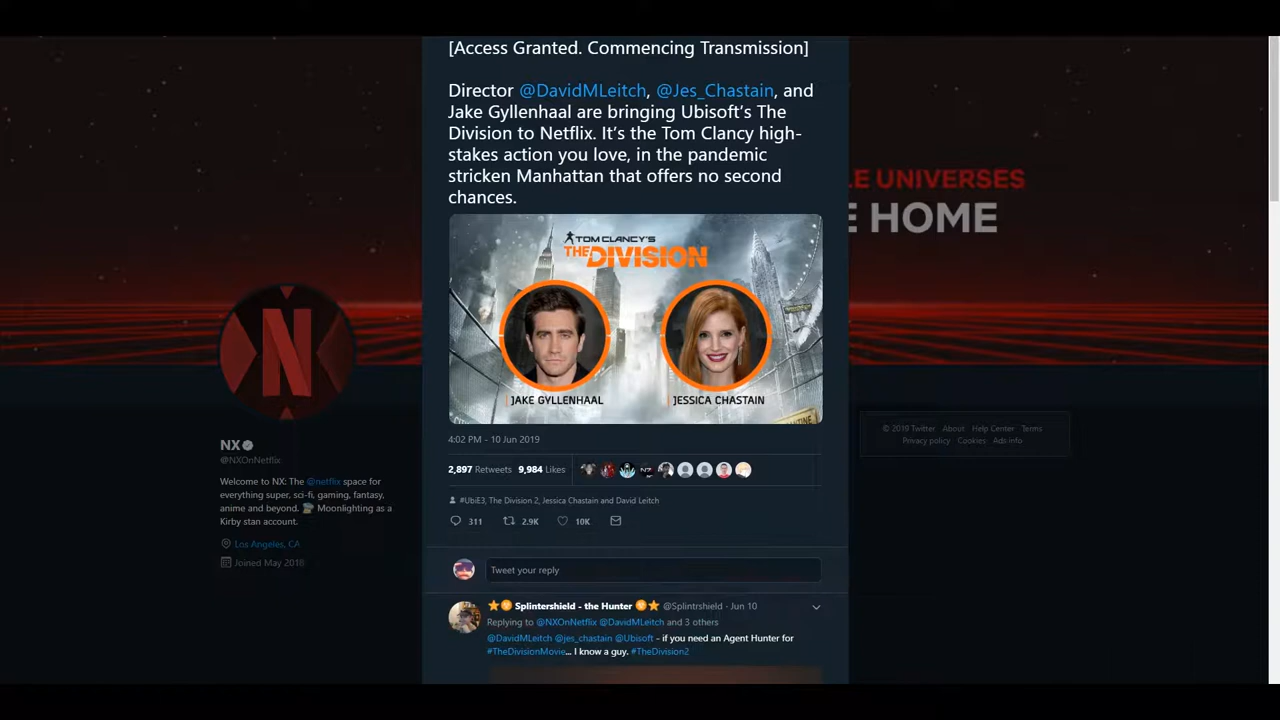 [Access Granted. Commencing Transmission]
Director @DavidMLeitch, @Jes_Chastain, and
Jake Gyllenhaal are bringing Ubisoft's The
Division to Netflix. It's the Tom Clancy high-
stakes action you love, in the pandemic
stricken Manhattan that offers no second
chances.
LE UNIVERSES
E HOME
TOM CLANCY'S
THE DIVISION
JAKE GYLLENHAAL
JESSICA CHASTAIN
4:02 PM - 10 Jun 2019
2,897 Retweets 9,984 Likes
#UbiE3, The Division 2, Jessica Chastain and David Leitch
311 2.9K 10K
N
NX
@NXOnNetflix
Welcome to NX: The @netflix space for
everything super, sci-fi, gaming, fantasy,
anime and beyond. Moonlighting as a
Kirby stan account.
Los Angeles, CA
Joined May 2018
© 2019 Twitter About Help Center Terms
Privacy policy Cookies Ads info
Tweet your reply
Splintershield - the Hunter @Splintrshield · Jun 10
Replying to @NXOnNetflix @DavidMLeitch and 3 others
@DavidMLeitch @jes_chastain @Ubisoft - if you need an Agent Hunter for
#TheDivisionMovie... I know a guy. #TheDivision2